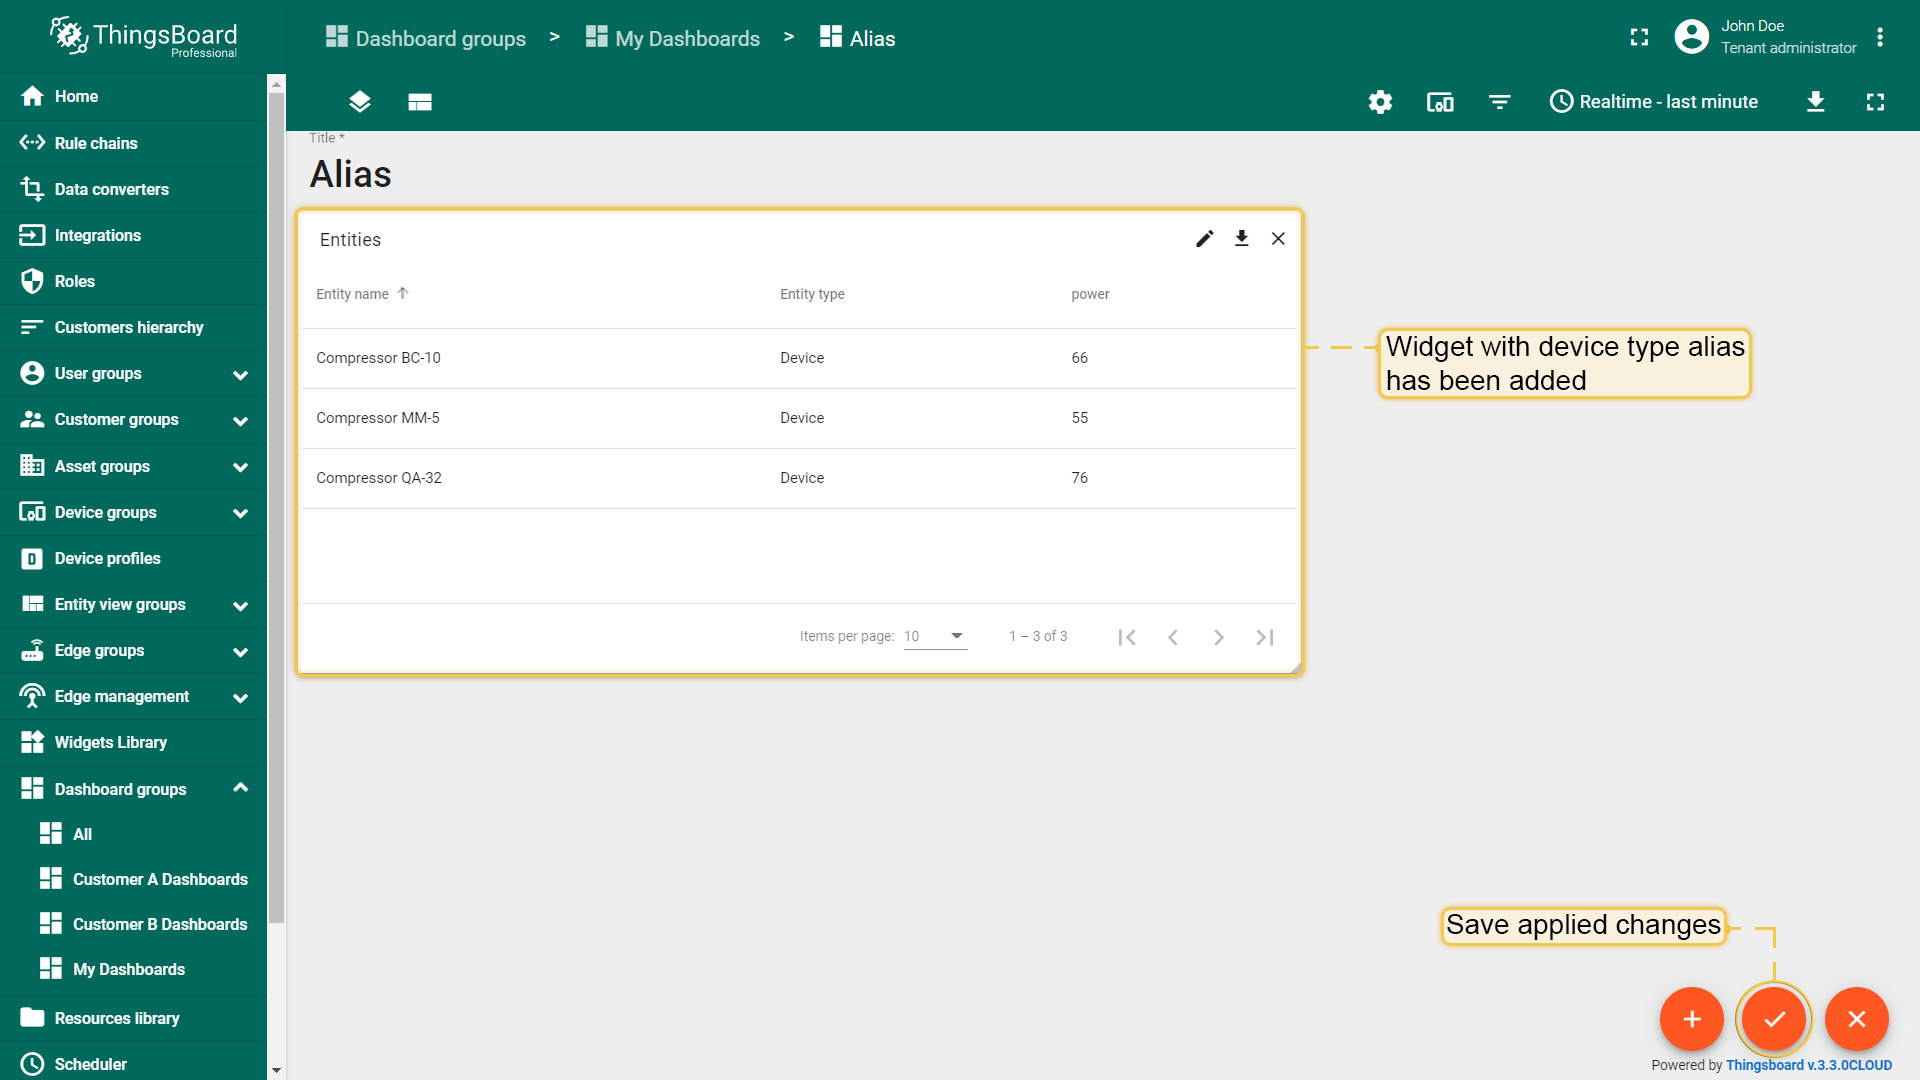 ThingsBoard
Professional
Dashboard groups > My Dashboards > Alias
John Doe
Tenant administrator
Realtime - last minute
Home
Rule chains
Data converters
Integrations
Roles
Customers hierarchy
User groups
Customer groups
Asset groups
Device groups
D
Device profiles
Entity view groups
Edge groups
Edge management
Widgets Library
Dashboard groups
All
Customer A Dashboards
Customer B Dashboards
My Dashboards
Resources library
Scheduler
Title *
Alias
Entities
Entity name Entity type power
Compressor BC-10 Device 66
Compressor MM-5 Device 55
Compressor QA-32 Device 76
Items per page: 10 1 – 3 of 3
Widget with device type alias
has been added
Save applied changes
Powered by Thingsboard v.3.3.0CLOUD